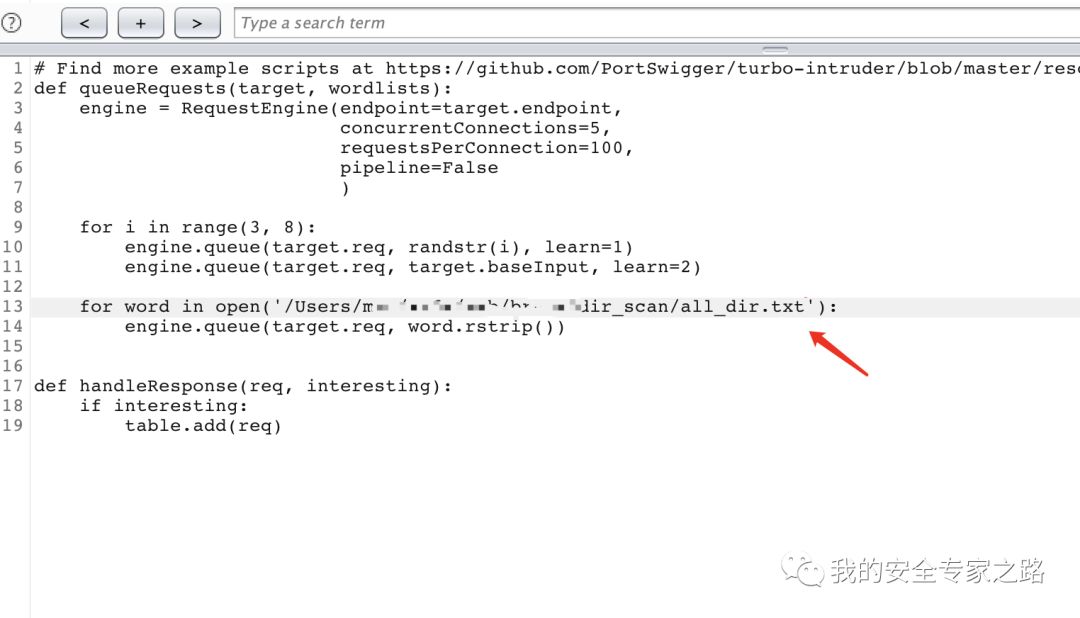 ?
< + > Type a search term
1 # Find more example scripts at https://github.com/PortSwigger/turbo-intruder/blob/master/reso
2 def queueRequests(target, wordlists):
3 engine = RequestEngine(endpoint=target.endpoint,
4 concurrentConnections=5,
5 requestsPerConnection=100,
6 pipeline=False
7 )
8
9 for i in range(3, 8):
10 engine.queue(target.req, randstr(i), learn=1)
11 engine.queue(target.req, target.baseInput, learn=2)
12
13 for word in open('/Users/ dir_scan/all_dir.txt'):
14 engine.queue(target.req, word.rstrip())
15
16
17 def handleResponse(req, interesting):
18 if interesting:
19 table.add(req)
我的安全专家之路